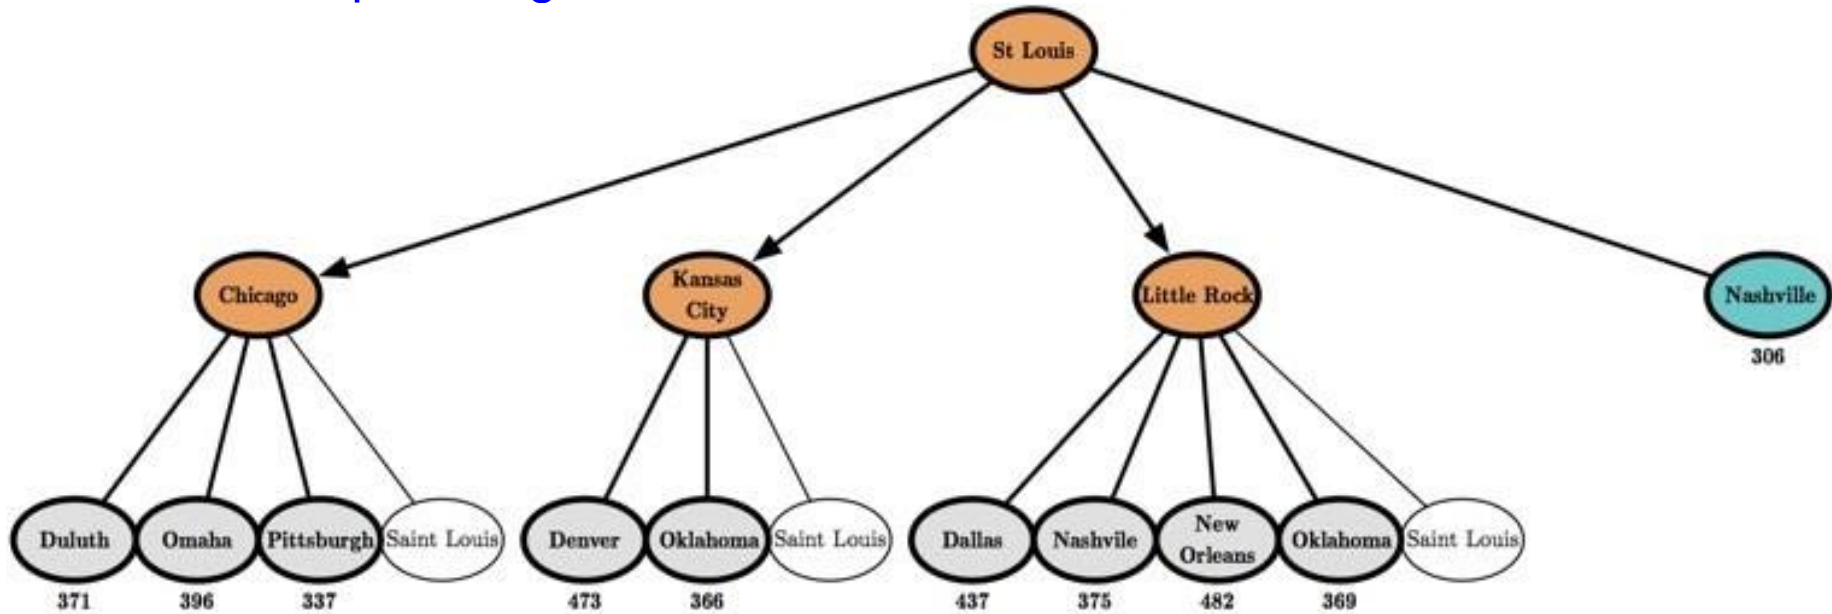 St Louis
Chicago
Kansas
City
Little Rock
Nashville
306
Duluth
Omaha
Pittsburgh
Saint Louis
Denver
Oklahoma
Saint Louis
Dallas
Nashvile
New
Orleans
Oklahoma
Saint Louis
371
396
337
473
366
437
375
482
369